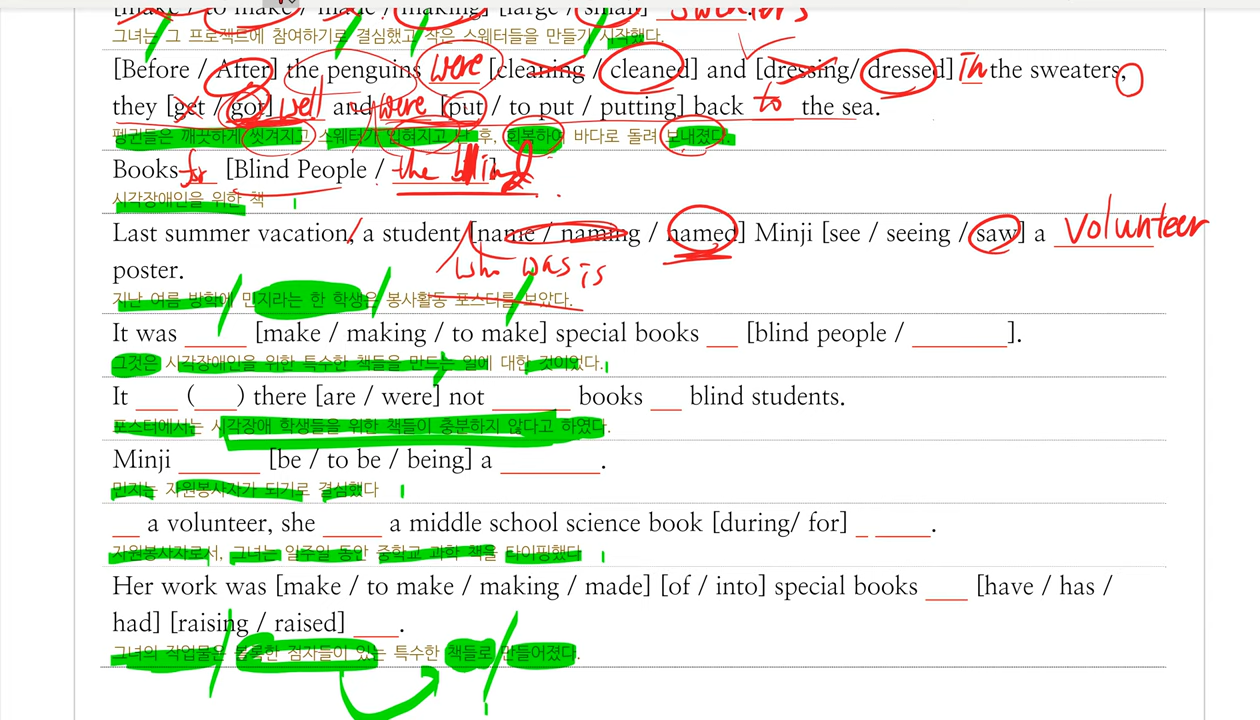 [make / to make / made / making] [large / small] sweaters
그녀는 그 프로젝트에 참여하기로 결심했고 작은 스웨터들을 만들기 시작했다.
[Before / After] the penguins were [cleaning / cleaned] and [dressing/ dressed] in the sweaters,
they [get / got] well and were [put / to put / putting] back to the sea.
펭귄들은 깨끗하게 씻겨지고 스웨터가 입혀지고 난 후, 회복하여 바다로 돌려 보내졌다.
Books for [Blind People / the blind]
시각장애인을 위한 책
Last summer vacation, a student [name / naming / named] Minji [see / seeing / saw] a volunteer
who was is
poster.
지난 여름 방학에 민지라는 한 학생은 봉사활동 포스터를 보았다.
It was ____ [make / making / to make] special books __ [blind people / ______].
그것은 시각장애인을 위한 특수한 책들을 만드는 일에 대한 것이었다.
It ___ (___) there [are / were] not _____ books __ blind students.
포스터에서는 시각장애 학생들을 위한 책들이 충분하지 않다고 하였다.
Minji _____ [be / to be / being] a ______.
민지는 자원봉사자가 되기로 결심했다
__ a volunteer, she ____ a middle school science book [during/ for] _ ____.
자원봉사자로서, 그녀는 일주일 동안 중학교 과학 책을 타이핑했다
Her work was [make / to make / making / made] [of / into] special books ___ [have / has /
had] [raising / raised] ___.
그녀의 작업물은 볼록한 점자들이 있는 특수한 책들로 만들어졌다.